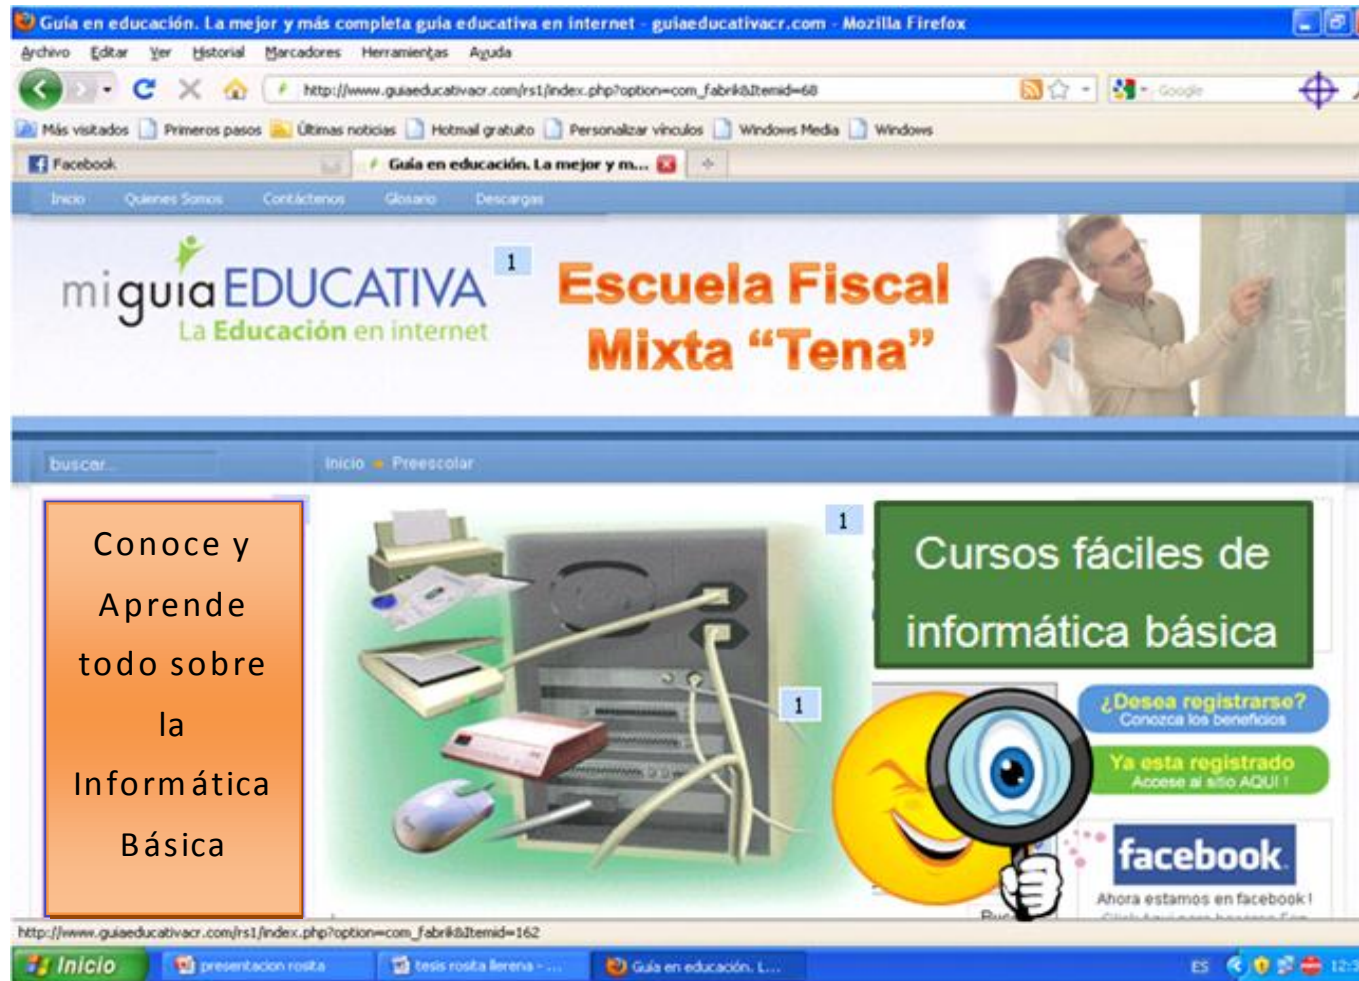 Guía en educación. La mejor y más completa guia educativa en internet - guiaeducativacr.com - Mozilla Firefox
Archivo Editar Ver Historial Marcadores Herramientas Ayuda
http://www.guiaeducativacr.com/rs1/index.php?option=com_fabrik&Itemid=68
Google
Más visitados Primeros pasos Últimas noticias Hotmail gratuito Personalizar vínculos Windows Media Windows
Facebook Guía en educación. La mejor y m...
Inicio Quienes Somos Contáctenos Glosario Descargas
miguia EDUCATIVA
La Educación en internet
1
Escuela Fiscal
Mixta “Tena”
buscar...
Inicio Preescolar
Conoce y
Aprende
todo sobre
la
Informática
Básica
1
1
Cursos fáciles de
informática básica
¿Desea registrarse?
Conozca los beneficios
Ya esta registrado
Accese al sitio AQUI !
facebook
Ahora estamos en facebook !
http://www.guiaeducativacr.com/rs1/index.php?option=com_fabrik&Itemid=162
Inicio presentacion rosita tesis rosita llerena - ... Guía en educación. L... ES